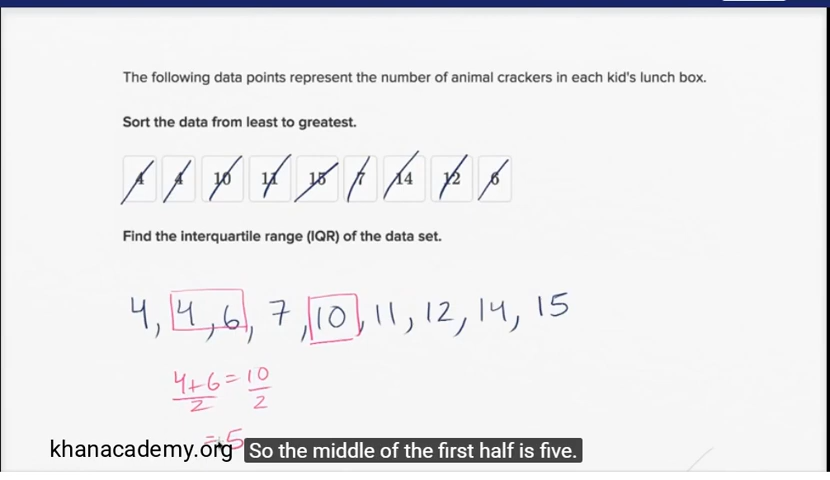 The following data points represent the number of animal crackers in each kid's lunch box.
Sort the data from least to greatest.
4 4 10 11 15 7 14 12 6
Find the interquartile range (IQR) of the data set.
4, 4, 6, 7, 10, 11, 12, 14, 15
4+6 = 10
2 2
= 5
khanacademy.org So the middle of the first half is five.